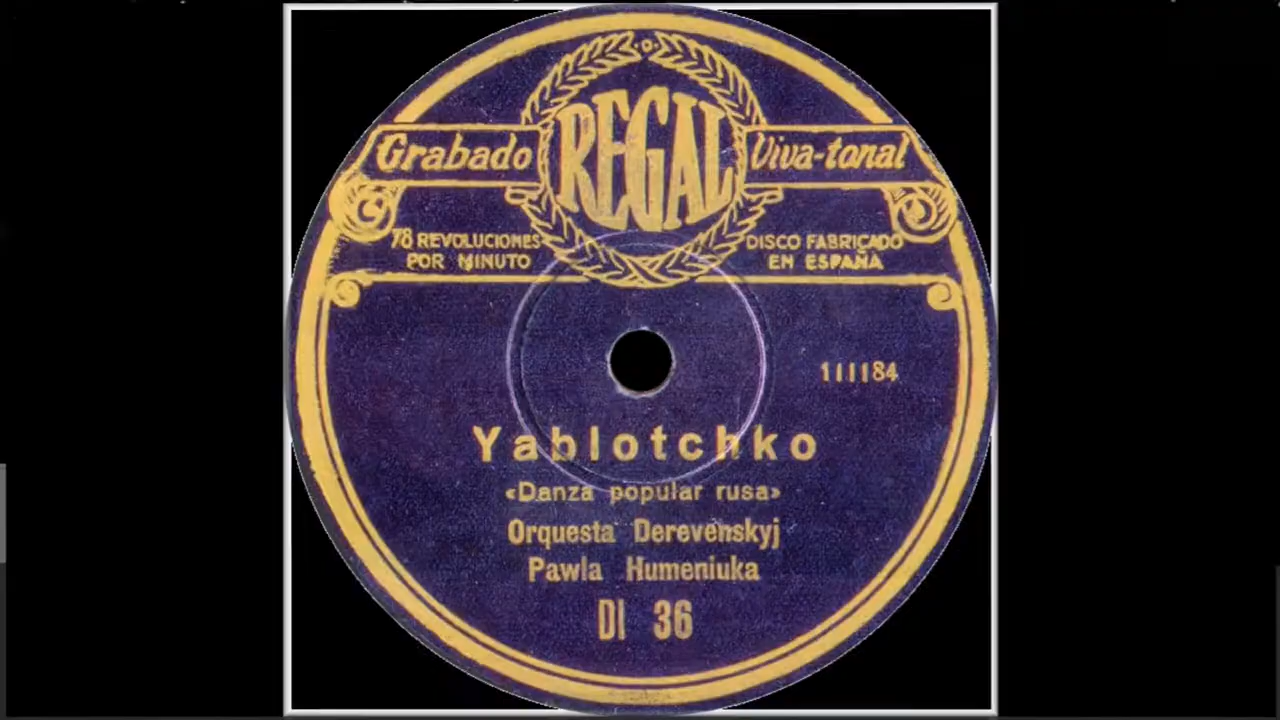 REGAL
Grabado Viva-tonal
78 REVOLUCIONES
POR MINUTO
DISCO FABRICADO
EN ESPAÑA
111184
Yablotchko
«Danza popular rusa»
Orquesta Derevenskyj
Pawla Humeniuka
DI 36